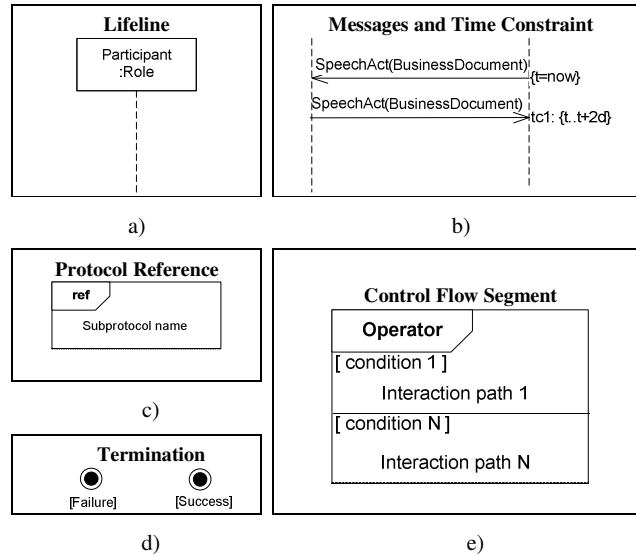 Lifeline
Participant
:Role
a)
Messages and Time Constraint
SpeechAct(BusinessDocument)
{t=now}
SpeechAct(BusinessDocument)
tc1: {t..t+2d}
b)
Protocol Reference
ref
Subprotocol name
c)
Termination
[Failure]
[Success]
d)
Control Flow Segment
Operator
[ condition 1 ]
Interaction path 1
[ condition N ]
Interaction path N
e)